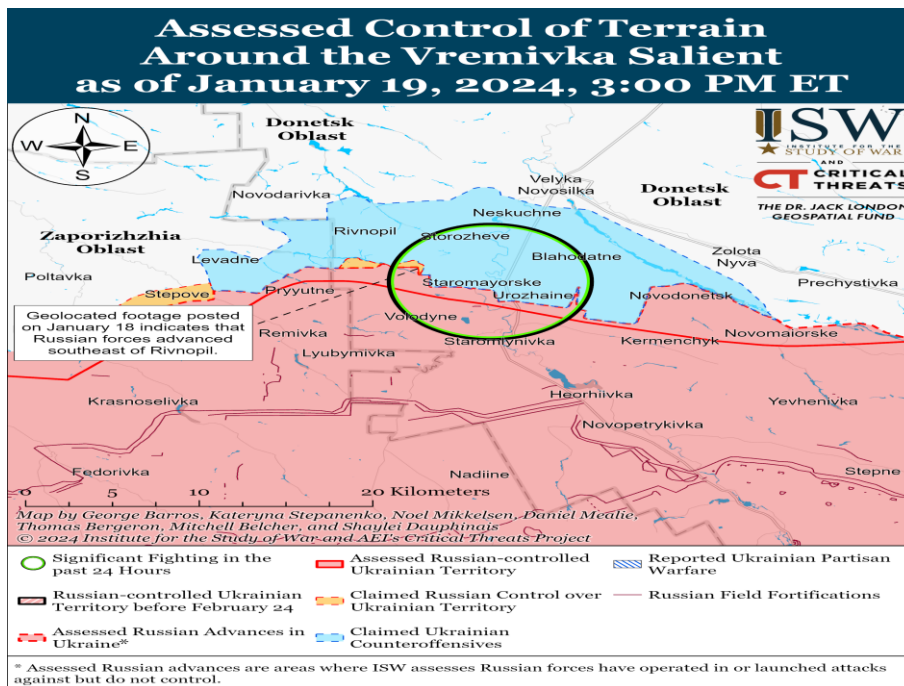 Assessed Control of Terrain
Around the Vremivka Salient
as of January 19, 2024, 3:00 PM ET
N
W
E
S
Donetsk
Oblast
ISW
INSTITUTE FOR THE
STUDY OF WAR
AND
CT CRITICAL
THREATS
THE DR. JACK LONDON
GEOSPATIAL FUND
Velyka
Novosilka
Donetsk
Oblast
Novodarivka
Neskuchne
Rivnopil
Storozheve
Zaporizhzhia
Oblast
Levadne
Blahodatne
Zolota
Nyva
Poltavka
Stepove
Pryyutne
Staromayorske
Urozhaine
Novodonetsk
Prechystivka
Geolocated footage posted
on January 18 indicates that
Russian forces advanced
southeast of Rivnopil.
Remivka
Volodyne
Staromlynivka
Kermenchyk
Novomaiorske
Lyubymivka
Krasnoselivka
Heorhiivka
Yevhenivka
Novopetrykivka
Fedorivka
Nadiine
Stepne
0 5 10 20 Kilometers
Map by George Barros, Kateryna Stepanenko, Noel Mikkelsen, Daniel Mealie,
Thomas Bergeron, Mitchell Belcher, and Shaylei Dauphinais
© 2024 Institute for the Study of War and AEI's Critical Threats Project
Significant Fighting in the
past 24 Hours
Russian-controlled Ukrainian
Territory before February 24
Assessed Russian Advances in
Ukraine*
Assessed Russian-controlled
Ukrainian Territory
Claimed Russian Control over
Ukrainian Territory
Claimed Ukrainian
Counteroffensives
Reported Ukrainian Partisan
Warfare
Russian Field Fortifications
* Assessed Russian advances are areas where ISW assesses Russian forces have operated in or launched attacks
against but do not control.